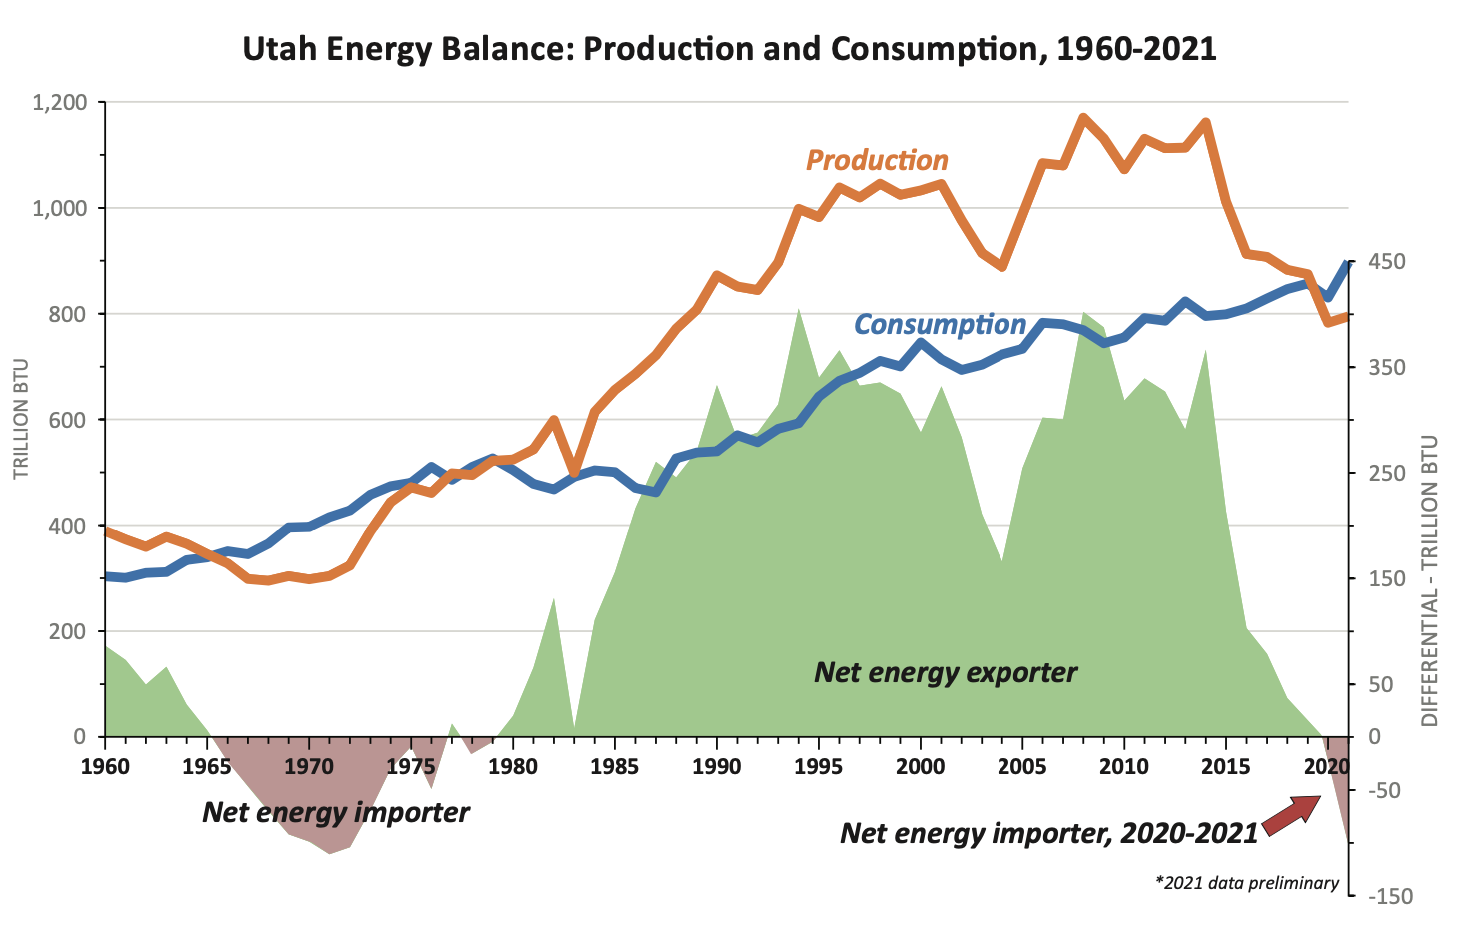 Utah Energy Balance: Production and Consumption, 1960-2021
1,200
1,000
800
600
400
200
0
TRILLION BTU
Production
Consumption
Net energy exporter
Net energy importer
Net energy importer, 2020-2021
*2021 data preliminary
1960 1965 1970 1975 1980 1985 1990 1995 2000 2005 2010 2015 2020
450
350
250
150
50
0
-50
-150
DIFFERENTIAL - TRILLION BTU